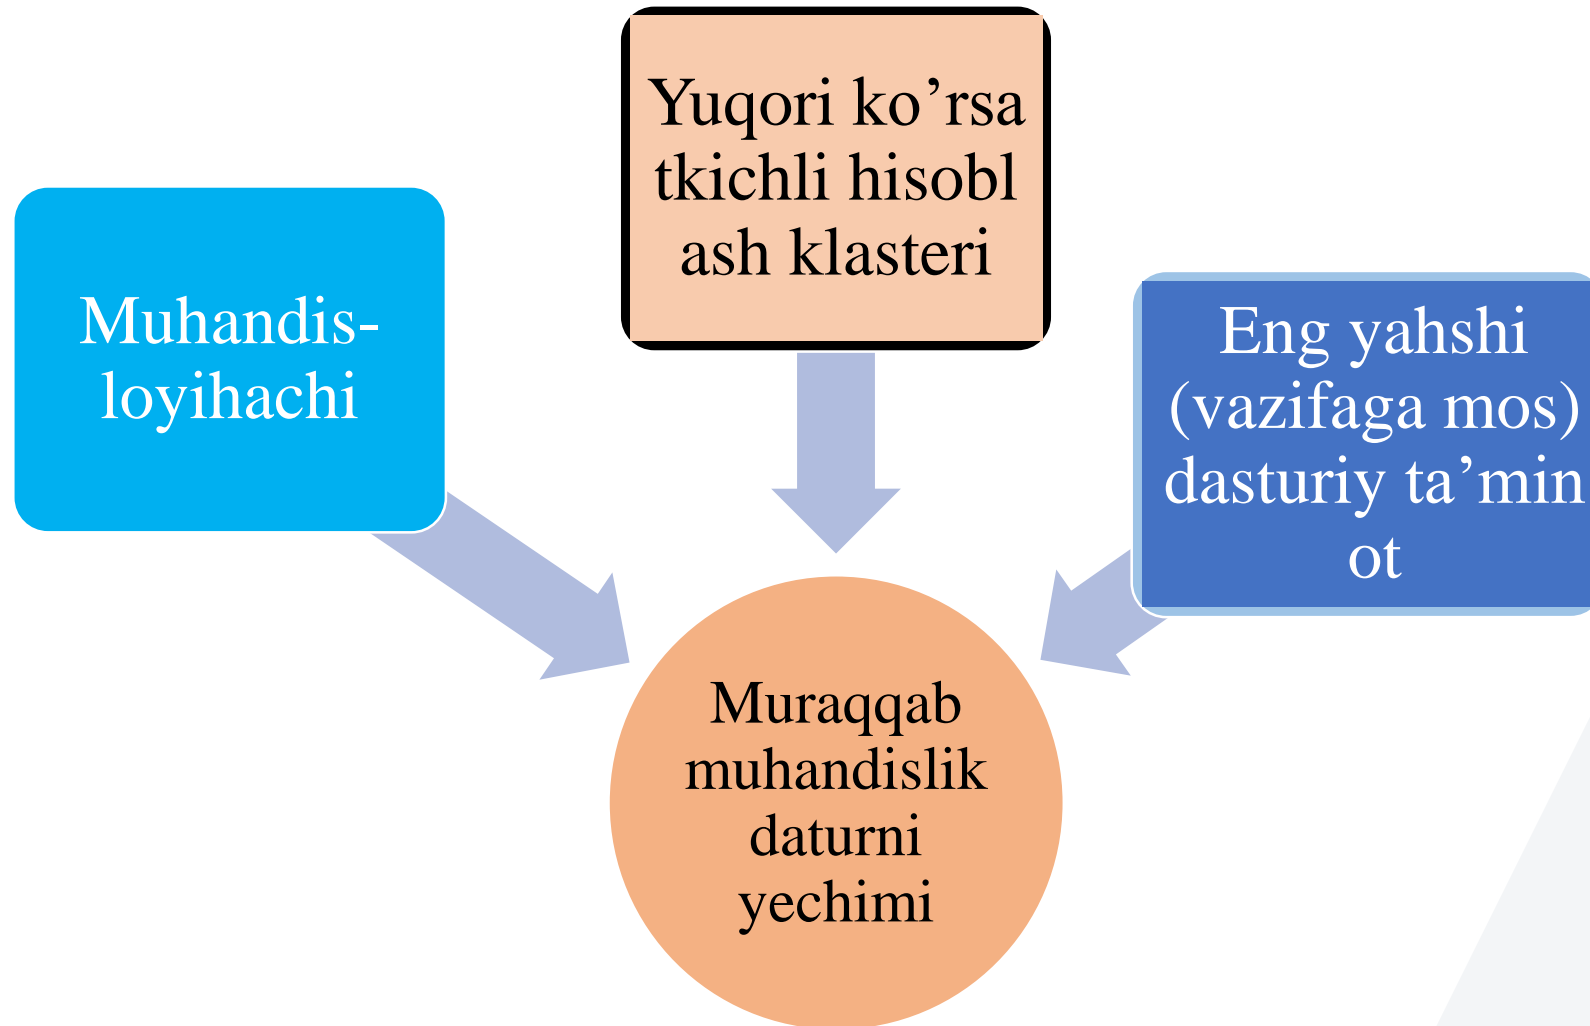 Yuqori ko’rsa
tkichli hisobl
ash klasteri
Muhandis-
loyihachi
Eng yahshi
(vazifaga mos)
dasturiy ta’min
ot
Muraqqab
muhandislik
daturni
yechimi